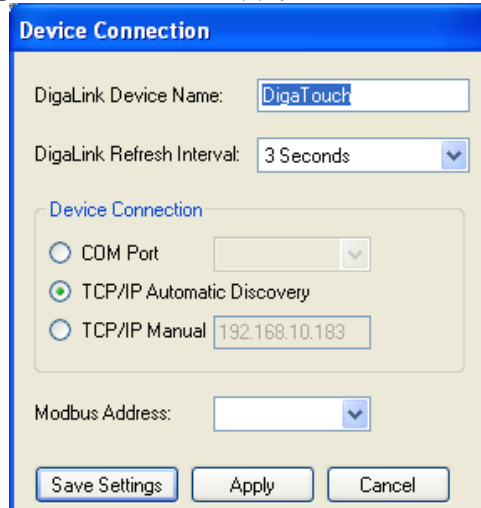 Device Connection
DigaLink Device Name: DigaTouch
DigaLink Refresh Interval: 3 Seconds
Device Connection
COM Port
TCP/IP Automatic Discovery
TCP/IP Manual 192.168.10.183
Modbus Address:
Save Settings Apply Cancel